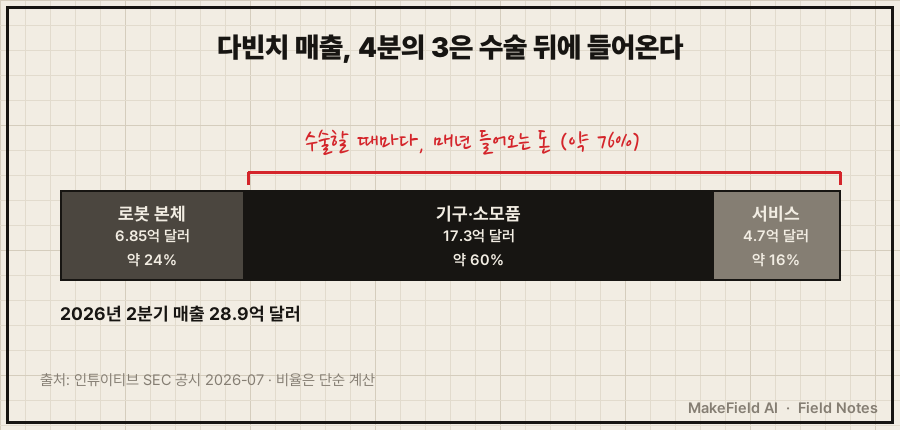 다빈치 매출, 4분의 3은 수술 뒤에 들어온다
수술할 때마다, 매년 들어오는 돈 (약 76%)
로봇 본체
6.85억 달러
약 24%
기구·소모품
17.3억 달러
약 60%
서비스
4.7억 달러
약 16%
2026년 2분기 매출 28.9억 달러
출처: 인튜이티브 SEC 공시 2026-07 · 비율은 단순 계산
MakeField AI · Field Notes